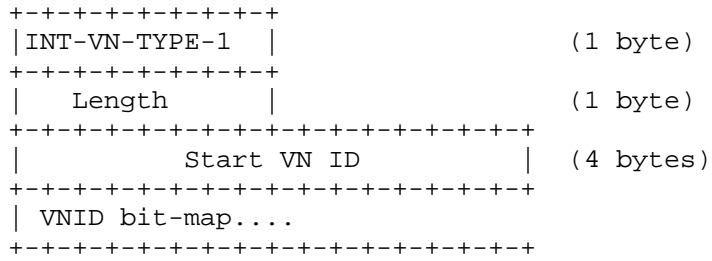 +-+-+-+-+-+-+-+-+
|INT-VN-TYPE-1 | (1 byte)
+-+-+-+-+-+-+-+-+
| Length | (1 byte)
+-+-+-+-+-+-+-+-+-+-+-+-+-+-+-+-+
| Start VN ID | (4 bytes)
+-+-+-+-+-+-+-+-+-+-+-+-+-+-+-+-+
| VNID bit-map....
+-+-+-+-+-+-+-+-+-+-+-+-+-+-+-+-+